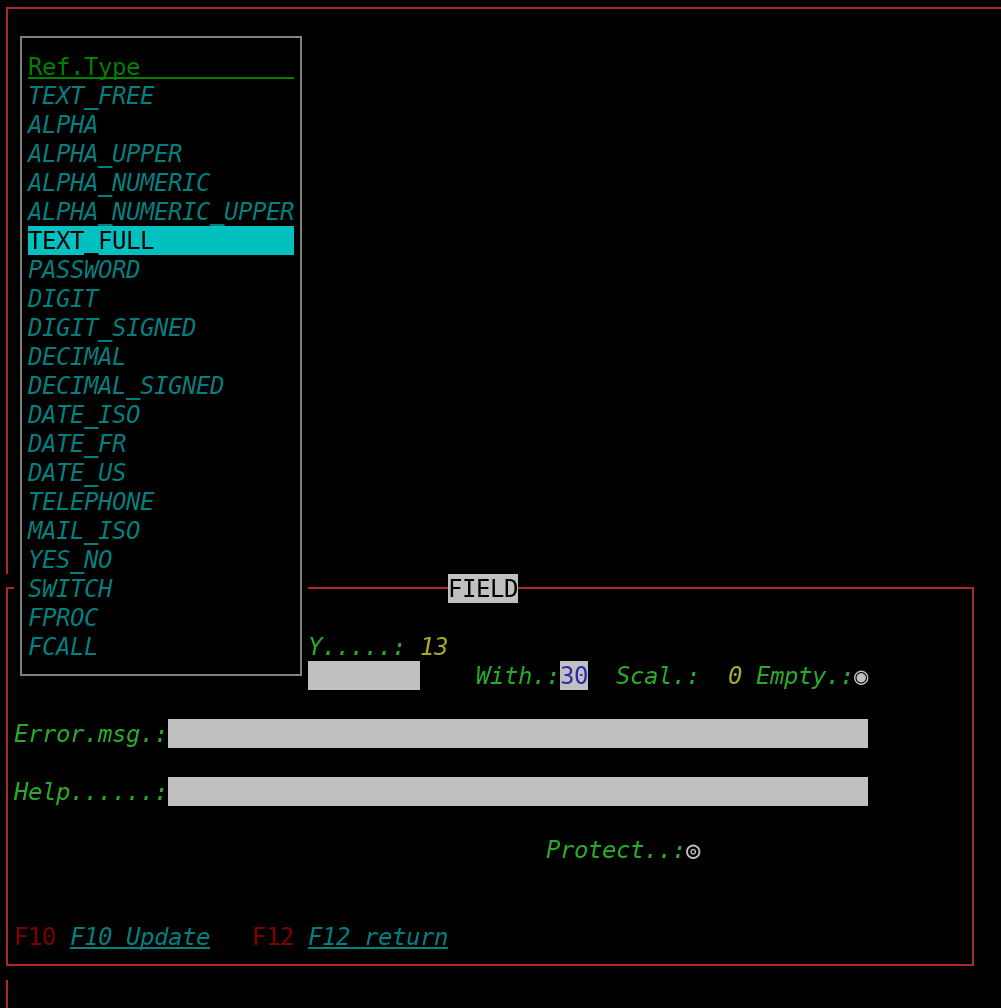 Ref.Type
TEXT_FREE
ALPHA
ALPHA_UPPER
ALPHA_NUMERIC
ALPHA_NUMERIC_UPPER
TEXT_FULL
PASSWORD
DIGIT
DIGIT_SIGNED
DECIMAL
DECIMAL_SIGNED
DATE_ISO
DATE_FR
DATE_US
TELEPHONE
MAIL_ISO
YES_NO
SWITCH
FPROC
FCALL
FIELD
Y.....: 13
With.:30 Scal.: 0 Empty.:◉
Error.msg.:
Help......:
Protect..:◎
F10 F10 Update F12 F12 return